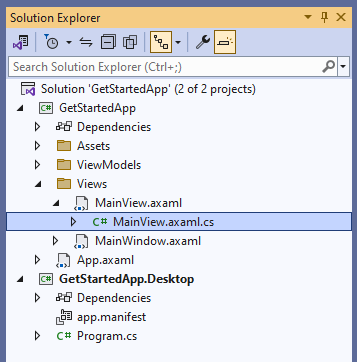 Solution Explorer
Search Solution Explorer (Ctrl+;)
Solution 'GetStartedApp' (2 of 2 projects)
C# GetStartedApp
Dependencies
Assets
ViewModels
Views
MainView.axaml
C# MainView.axaml.cs
MainWindow.axaml
App.axaml
C# GetStartedApp.Desktop
Dependencies
app.manifest
C# Program.cs